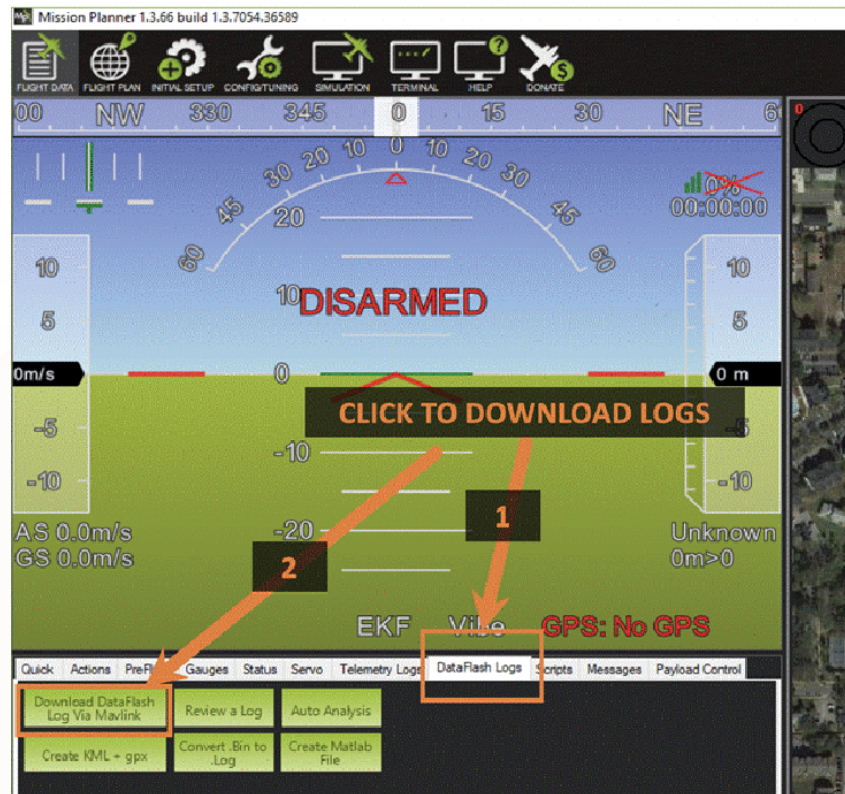 Mission Planner 1.3.66 build 1.3.7054.36589
FLIGHT DATA FLIGHT PLAN INITIAL SETUP CONFIG/TUNING SIMULATION TERMINAL HELP DONATE
00 NW 330 345 0 15 30 NE 6
0
60 45 30 20 10 0 10 20 30 45 60
0%
00:00:00
20
10 10 10
DISARMED
5 5
0m/s 0 0 m
CLICK TO DOWNLOAD LOGS
-5 -5
-10 -10 -10
1
AS 0.0m/s -20 Unknown
GS 0.0m/s 0m>0
2
EKF Vibe GPS: No GPS
Quick Actions PreFl Gauges Status Servo Telemetry Logs DataFlash Logs Scripts Messages Payload Control
Download DataFlash Log Via Mavlink Review a Log Auto Analysis
Create KML + gpx Convert .Bin to .Log Create Matlab File